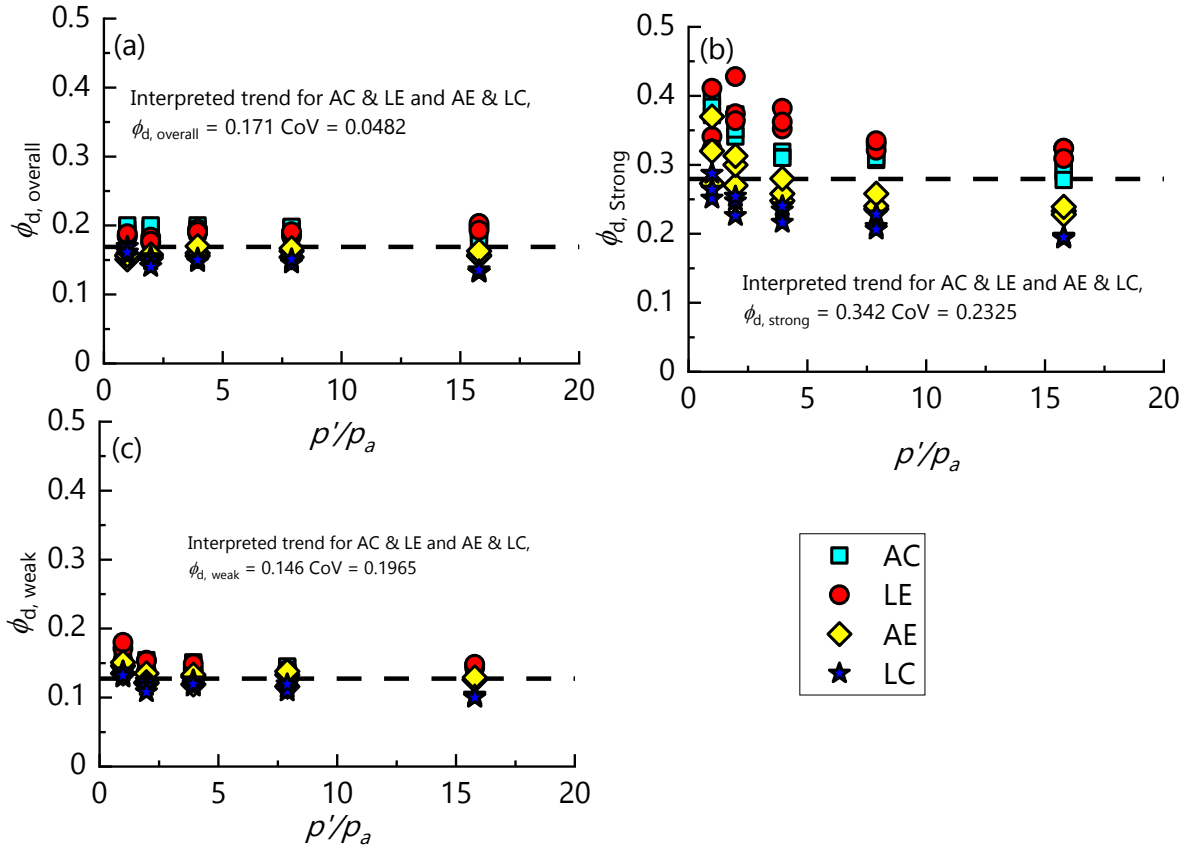 (a)
Interpreted trend for AC & LE and AE & LC,
ϕd, overall = 0.171 CoV = 0.0482
ϕd, overall
0.5
0.4
0.3
0.2
0.1
0
0 5 10 15 20
p'/pa
(b)
Interpreted trend for AC & LE and AE & LC,
ϕd, strong = 0.342 CoV = 0.2325
ϕd, Strong
0.5
0.4
0.3
0.2
0.1
0
0 5 10 15 20
p'/pa
(c)
Interpreted trend for AC & LE and AE & LC,
ϕd, weak = 0.146 CoV = 0.1965
ϕd, weak
0.5
0.4
0.3
0.2
0.1
0
0 5 10 15 20
p'/pa
AC
LE
AE
LC